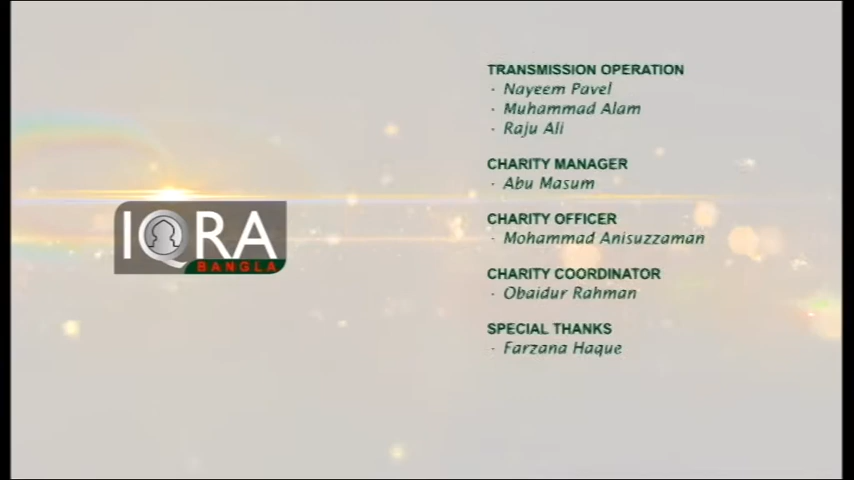 IQRA
BANGLA
TRANSMISSION OPERATION
- Nayeem Pavel
- Muhammad Alam
- Raju Ali
CHARITY MANAGER
- Abu Masum
CHARITY OFFICER
- Mohammad Anisuzzaman
CHARITY COORDINATOR
- Obaidur Rahman
SPECIAL THANKS
- Farzana Haque